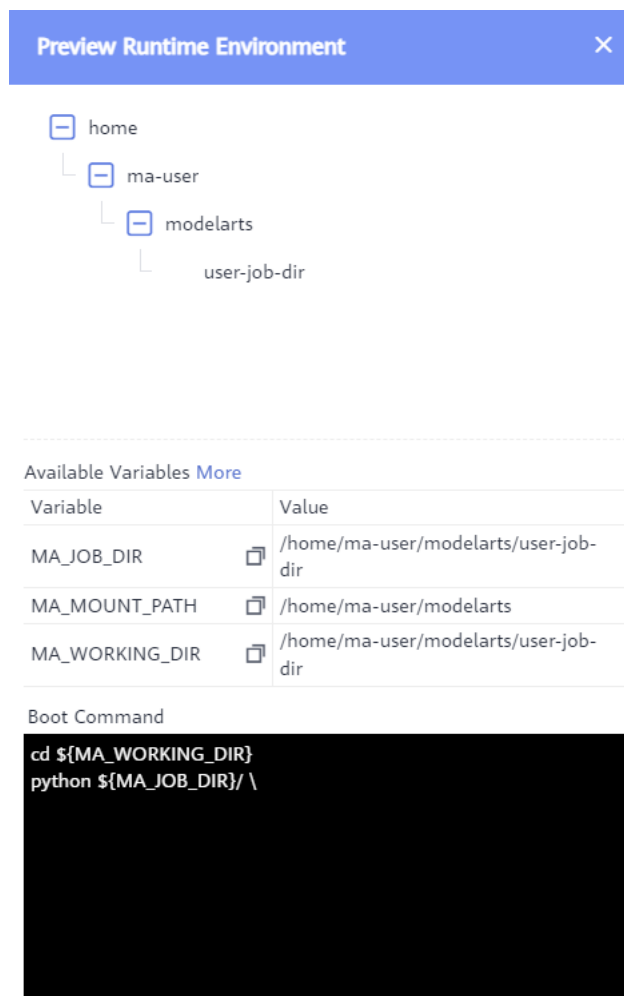 Preview Runtime Environment
home
ma-user
modelarts
user-job-dir
Available Variables More
Variable Value
MA_JOB_DIR /home/ma-user/modelarts/user-job-
dir
MA_MOUNT_PATH /home/ma-user/modelarts
MA_WORKING_DIR /home/ma-user/modelarts/user-job-
dir
Boot Command
cd ${MA_WORKING_DIR}
python ${MA_JOB_DIR}/ \